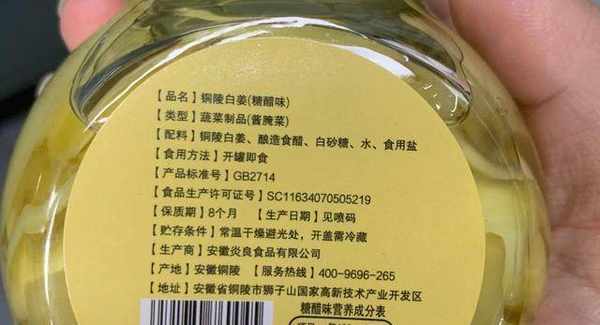 【品名】铜陵白姜(糖醋味)
【类型】蔬菜制品(酱腌菜)
【配料】铜陵白姜、酿造食醋、白砂糖、水、食用盐
【食用方法】开罐即食
【产品标准号】GB2714
【食品生产许可证号】SC11634070505219
【保质期】8个月 【生产日期】见喷码
【贮存条件】常温干燥避光处，开盖需冷藏
【生产商】安徽炎良食品有限公司
【产地】安徽铜陵 【服务热线】400-9696-265
【地址】安徽省铜陵市狮子山国家高新技术产业开发区
糖醋味营养成分表